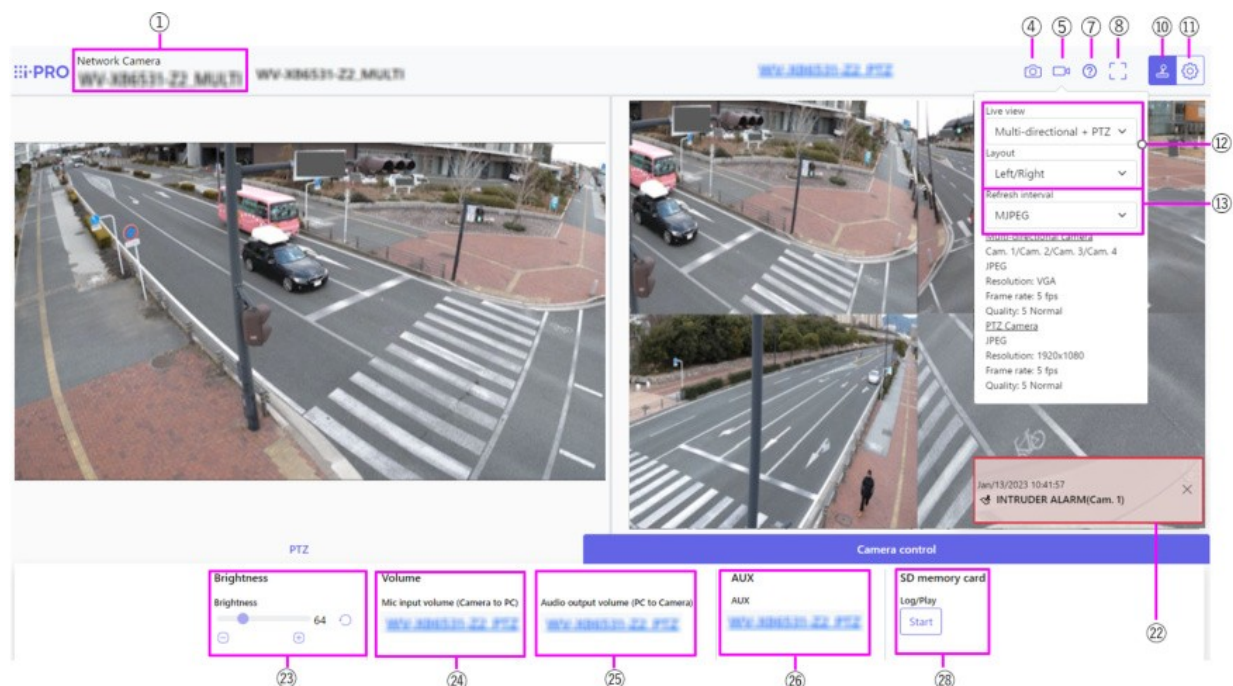 ①
④
⑤
⑦
⑧
⑩
⑪
i-PRO
Network Camera
WV-X86531-Z2_MULTI
WV-X86531-Z2_MULTI
WV-X86531-Z2_PTZ
Live view
Multi-directional + PTZ
⑫
Layout
Left/Right
Refresh interval
⑬
MJPEG
Multi-directional camera
Cam. 1/Cam. 2/Cam. 3/Cam. 4
JPEG
Resolution: VGA
Frame rate: 5 fps
Quality: 5 Normal
PTZ Camera
JPEG
Resolution: 1920x1080
Frame rate: 5 fps
Quality: 5 Normal
Jan/13/2023 10:41:57
INTRUDER ALARM(Cam. 1)
PTZ
Camera control
Brightness
Brightness
64
Volume
Mic input volume (Camera to PC)
WV-X86531-Z2_PTZ
Audio output volume (PC to Camera)
WV-X86531-Z2_PTZ
AUX
AUX
WV-X86531-Z2_PTZ
SD memory card
Log/Play
Start
㉒
㉓
㉔
㉕
㉖
㉘